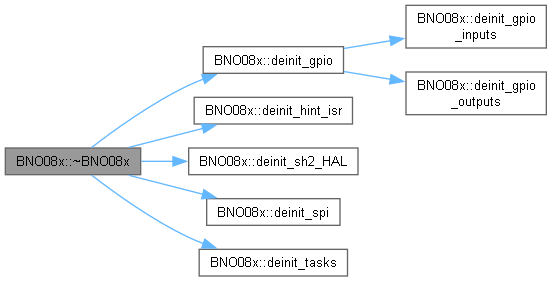 BNO08x::~BNO08x
BNO08x::deinit_gpio
BNO08x::deinit_gpio
_inputs
BNO08x::deinit_gpio
_outputs
BNO08x::deinit_hint_isr
BNO08x::deinit_sh2_HAL
BNO08x::deinit_spi
BNO08x::deinit_tasks